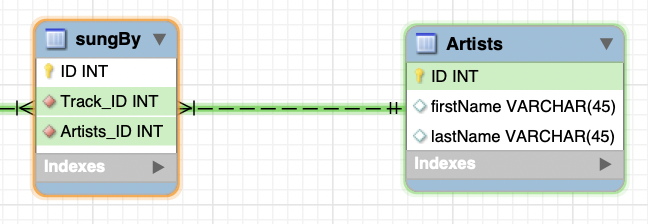 sungBy
ID INT
Track_ID INT
Artists_ID INT
Indexes
Artists
ID INT
firstName VARCHAR(45)
lastName VARCHAR(45)
Indexes